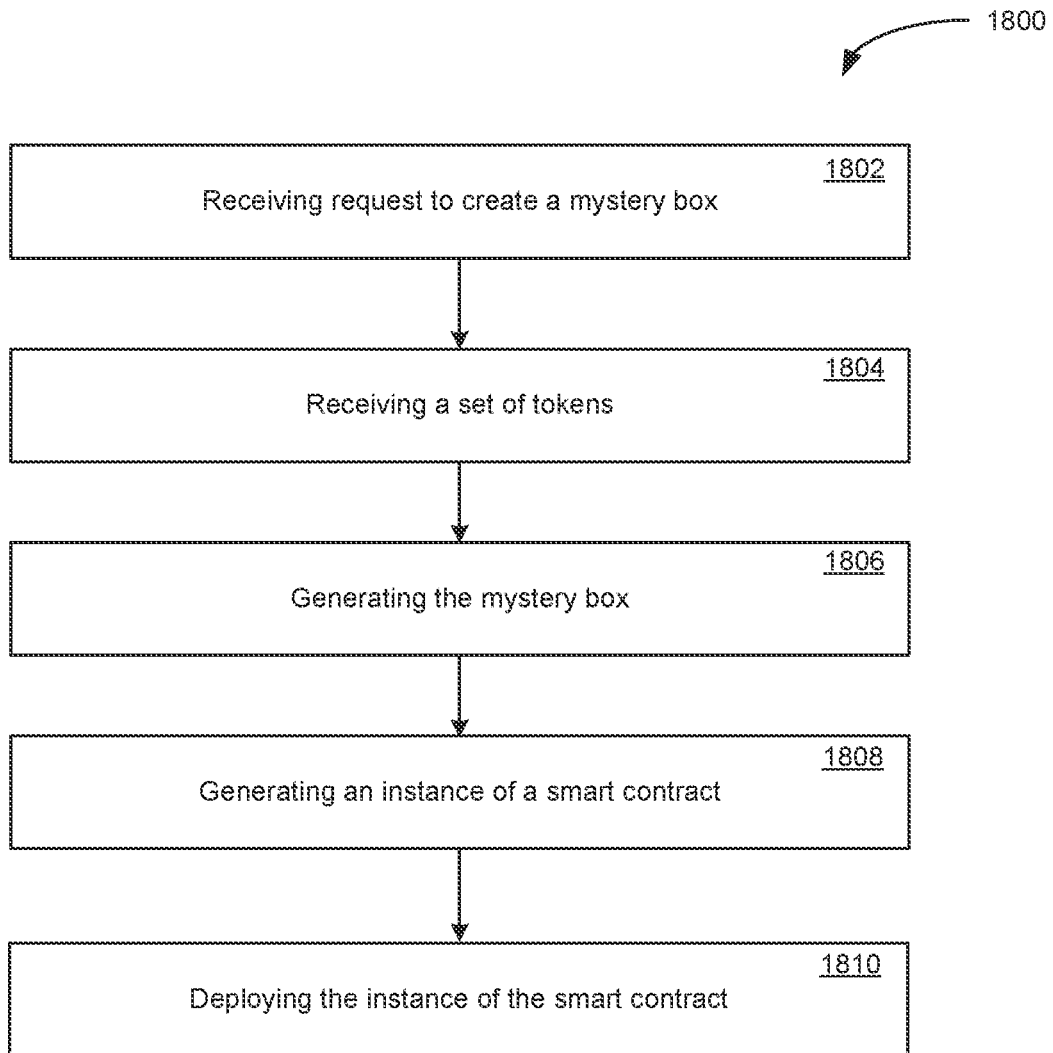 1800
1802
Receiving request to create a mystery box
1804
Receiving a set of tokens
1806
Generating the mystery box
1808
Generating an instance of a smart contract
1810
Deploying the instance of the smart contract